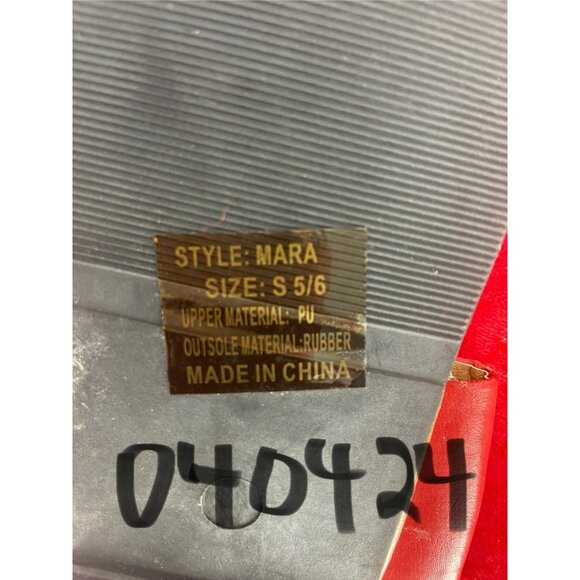 STYLE: MARA
SIZE: S 5/6
UPPER MATERIAL: PU
OUTSOLE MATERIAL:RUBBER
MADE IN CHINA
040424